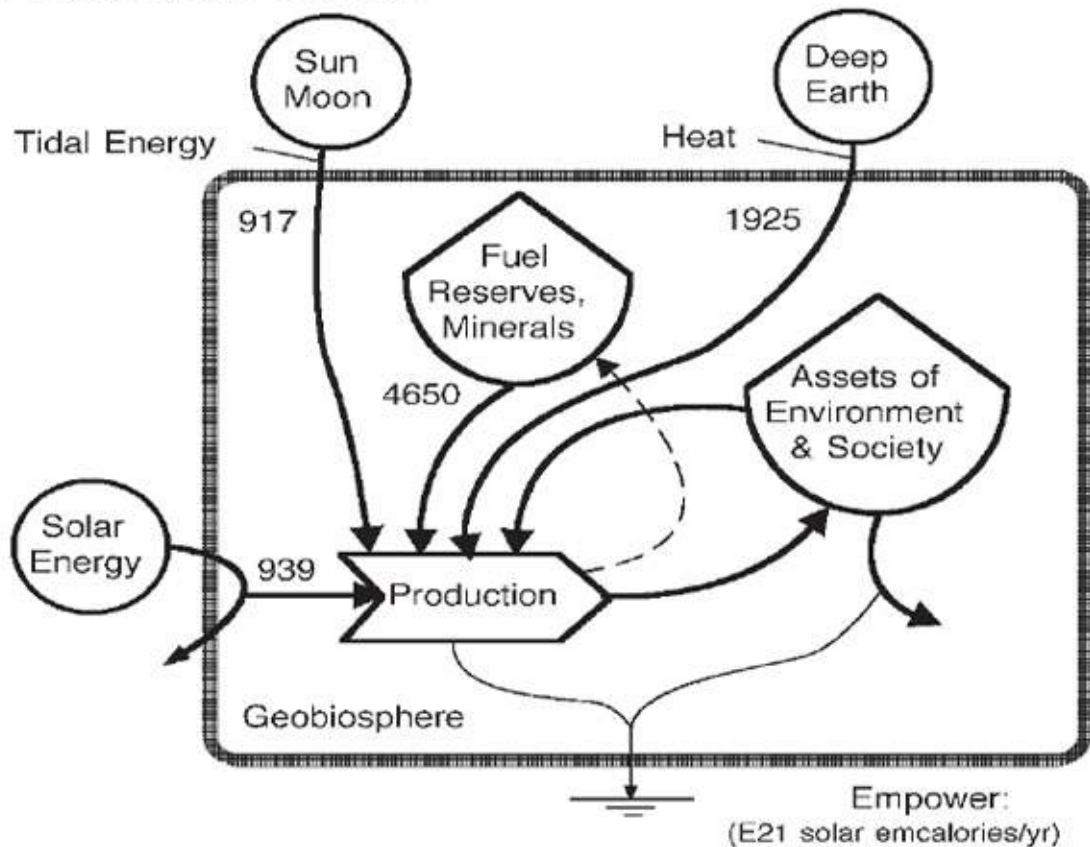 Sun
Moon
Deep
Earth
Tidal Energy
Heat
917
1925
Fuel
Reserves,
Minerals
4650
Assets of
Environment
& Society
Solar
Energy
939
Production
Geobiosphere
Empower:
(E21 solar emcalories/yr)